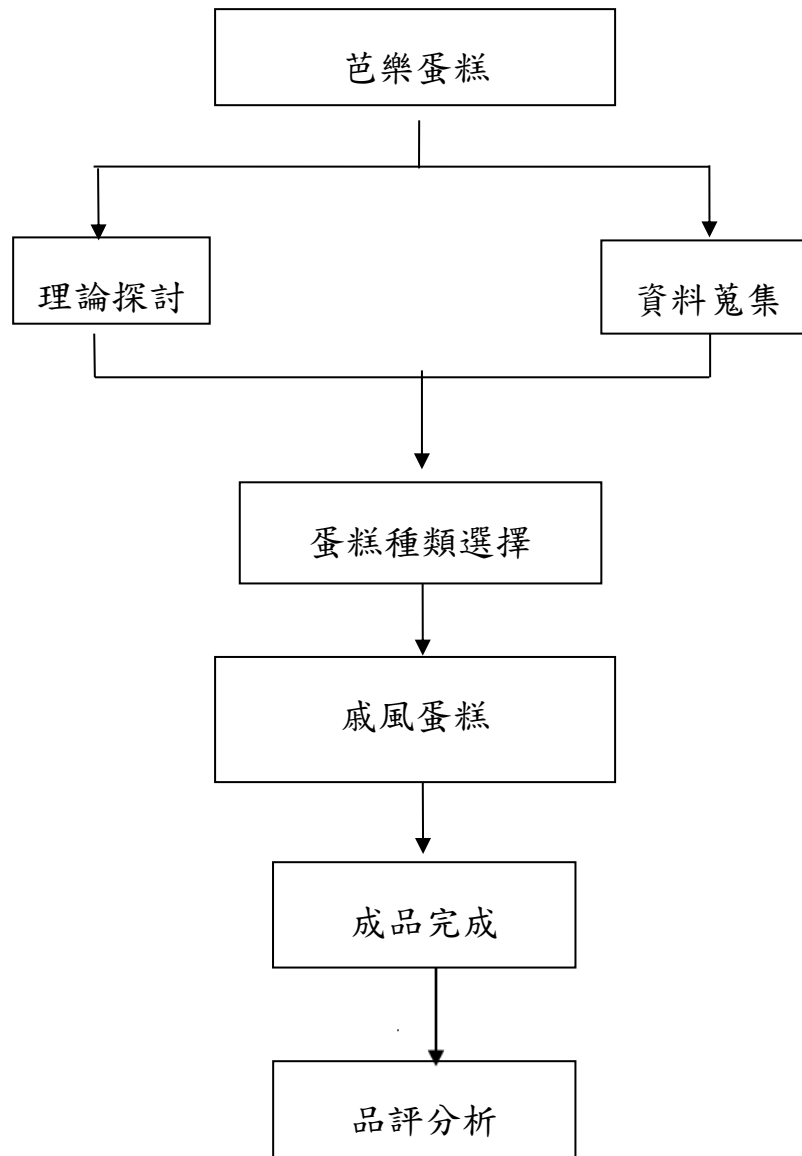 芭樂蛋糕
理論探討
資料蒐集
蛋糕種類選擇
戚風蛋糕
成品完成
品評分析